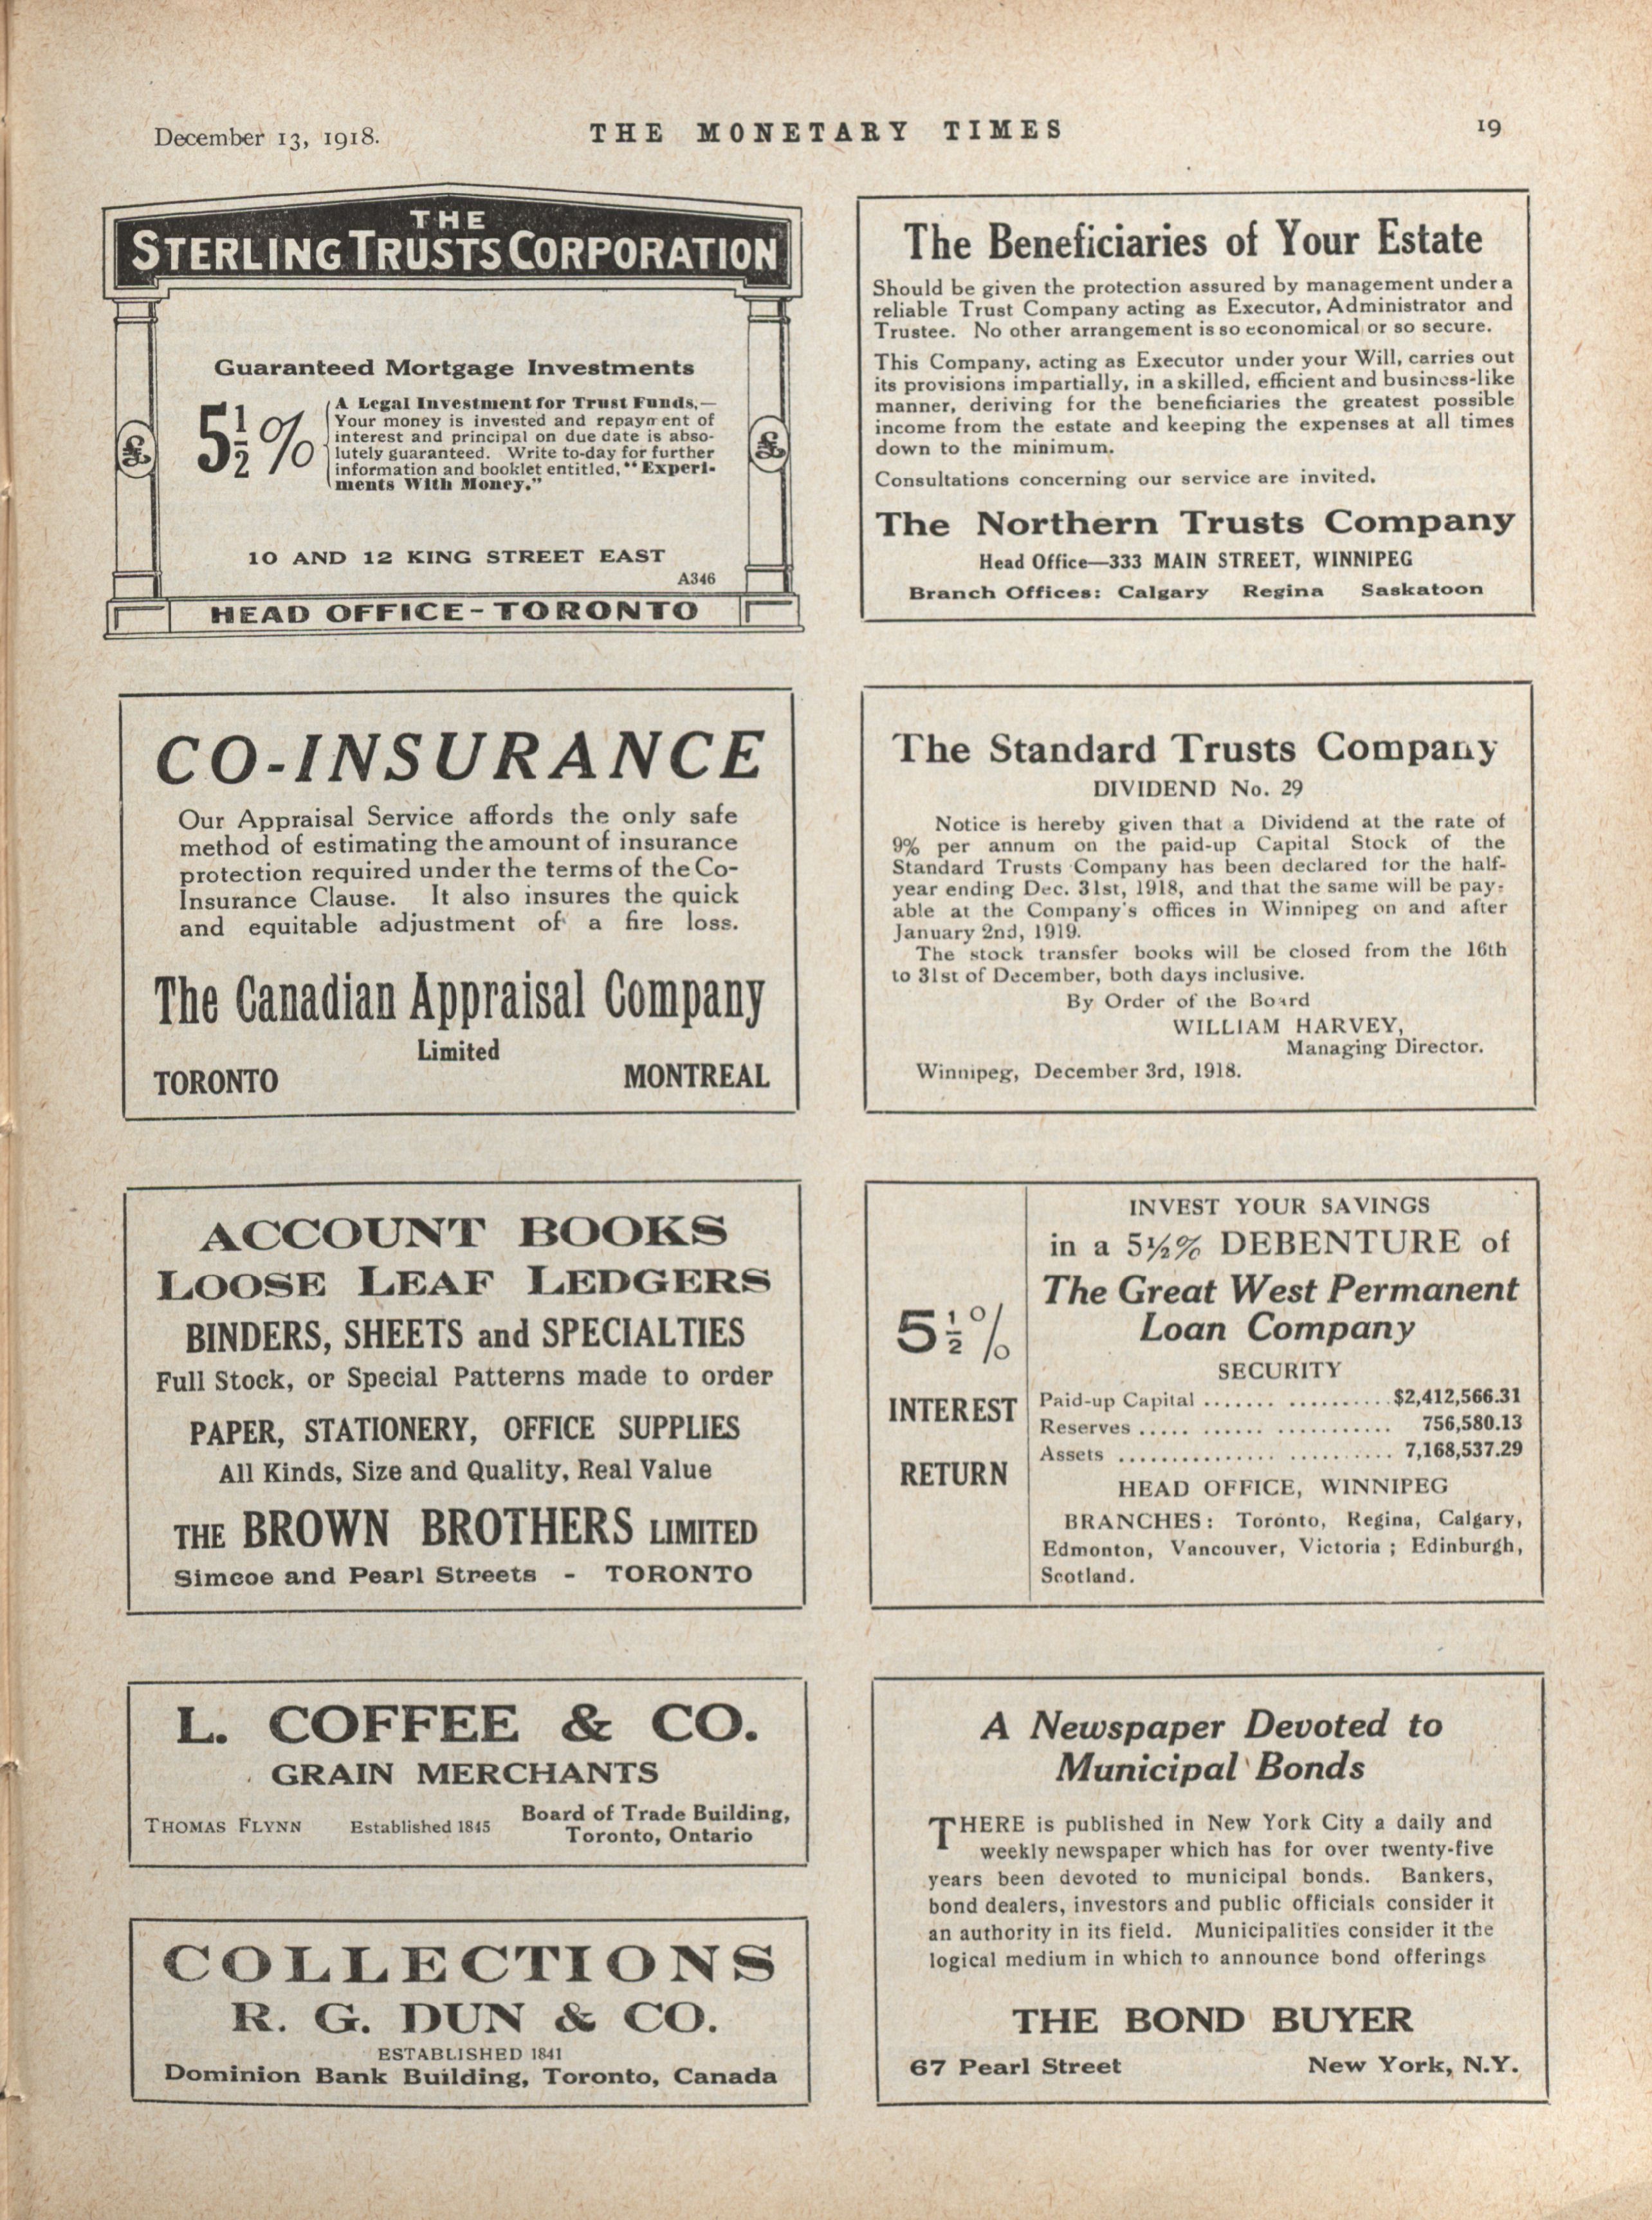 December 13, 1918.
THE MONETARY TIMES
19
THE
STERLING TRUSTS CORPORATION
Guaranteed Mortgage Investments
5½%
A Legal Investment for Trust Funds,—
Your money is invested and repayment of
interest and principal on due date is abso-
lutely guaranteed. Write to-day for further
information and booklet entitled, "Experi-
ments With Money."
£
£
10 AND 12 KING STREET EAST
A346
HEAD OFFICE - TORONTO
The Beneficiaries of Your Estate
Should be given the protection assured by management under a
reliable Trust Company acting as Executor, Administrator and
Trustee. No other arrangement is so economical or so secure.
This Company, acting as Executor under your Will, carries out
its provisions impartially, in a skilled, efficient and business-like
manner, deriving for the beneficiaries the greatest possible
income from the estate and keeping the expenses at all times
down to the minimum.
Consultations concerning our service are invited.
The Northern Trusts Company
Head Office—333 MAIN STREET, WINNIPEG
Branch Offices: Calgary Regina Saskatoon
CO-INSURANCE
Our Appraisal Service affords the only safe
method of estimating the amount of insurance
protection required under the terms of the Co-
Insurance Clause. It also insures the quick
and equitable adjustment of a fire loss.
The Canadian Appraisal Company
Limited
TORONTO MONTREAL
The Standard Trusts Company
DIVIDEND No. 29
Notice is hereby given that a Dividend at the rate of
9% per annum on the paid-up Capital Stock of the
Standard Trusts Company has been declared for the half-
year ending Dec. 31st, 1918, and that the same will be pay-
able at the Company's offices in Winnipeg on and after
January 2nd, 1919.
The stock transfer books will be closed from the 16th
to 31st of December, both days inclusive.
By Order of the Board
WILLIAM HARVEY,
Managing Director.
Winnipeg, December 3rd, 1918.
ACCOUNT BOOKS
LOOSE LEAF LEDGERS
BINDERS, SHEETS and SPECIALTIES
Full Stock, or Special Patterns made to order
PAPER, STATIONERY, OFFICE SUPPLIES
All Kinds, Size and Quality, Real Value
THE BROWN BROTHERS LIMITED
Simcoe and Pearl Streets - TORONTO
5½%
INTEREST
RETURN
INVEST YOUR SAVINGS
in a 5½% DEBENTURE of
The Great West Permanent
Loan Company
SECURITY
Paid-up Capital ....... .......... $2,412,566.31
Reserves ..... ...... ........... 756,580.13
Assets ............... .......... 7,168,537.29
HEAD OFFICE, WINNIPEG
BRANCHES: Toronto, Regina, Calgary,
Edmonton, Vancouver, Victoria; Edinburgh,
Scotland.
L. COFFEE & CO.
GRAIN MERCHANTS
THOMAS FLYNN Established 1845 Board of Trade Building,
Toronto, Ontario
COLLECTIONS
R. G. DUN & CO.
ESTABLISHED 1841
Dominion Bank Building, Toronto, Canada
A Newspaper Devoted to
Municipal Bonds
THERE is published in New York City a daily and
weekly newspaper which has for over twenty-five
years been devoted to municipal bonds. Bankers,
bond dealers, investors and public officials consider it
an authority in its field. Municipalities consider it the
logical medium in which to announce bond offerings
THE BOND BUYER
67 Pearl Street New York, N.Y.